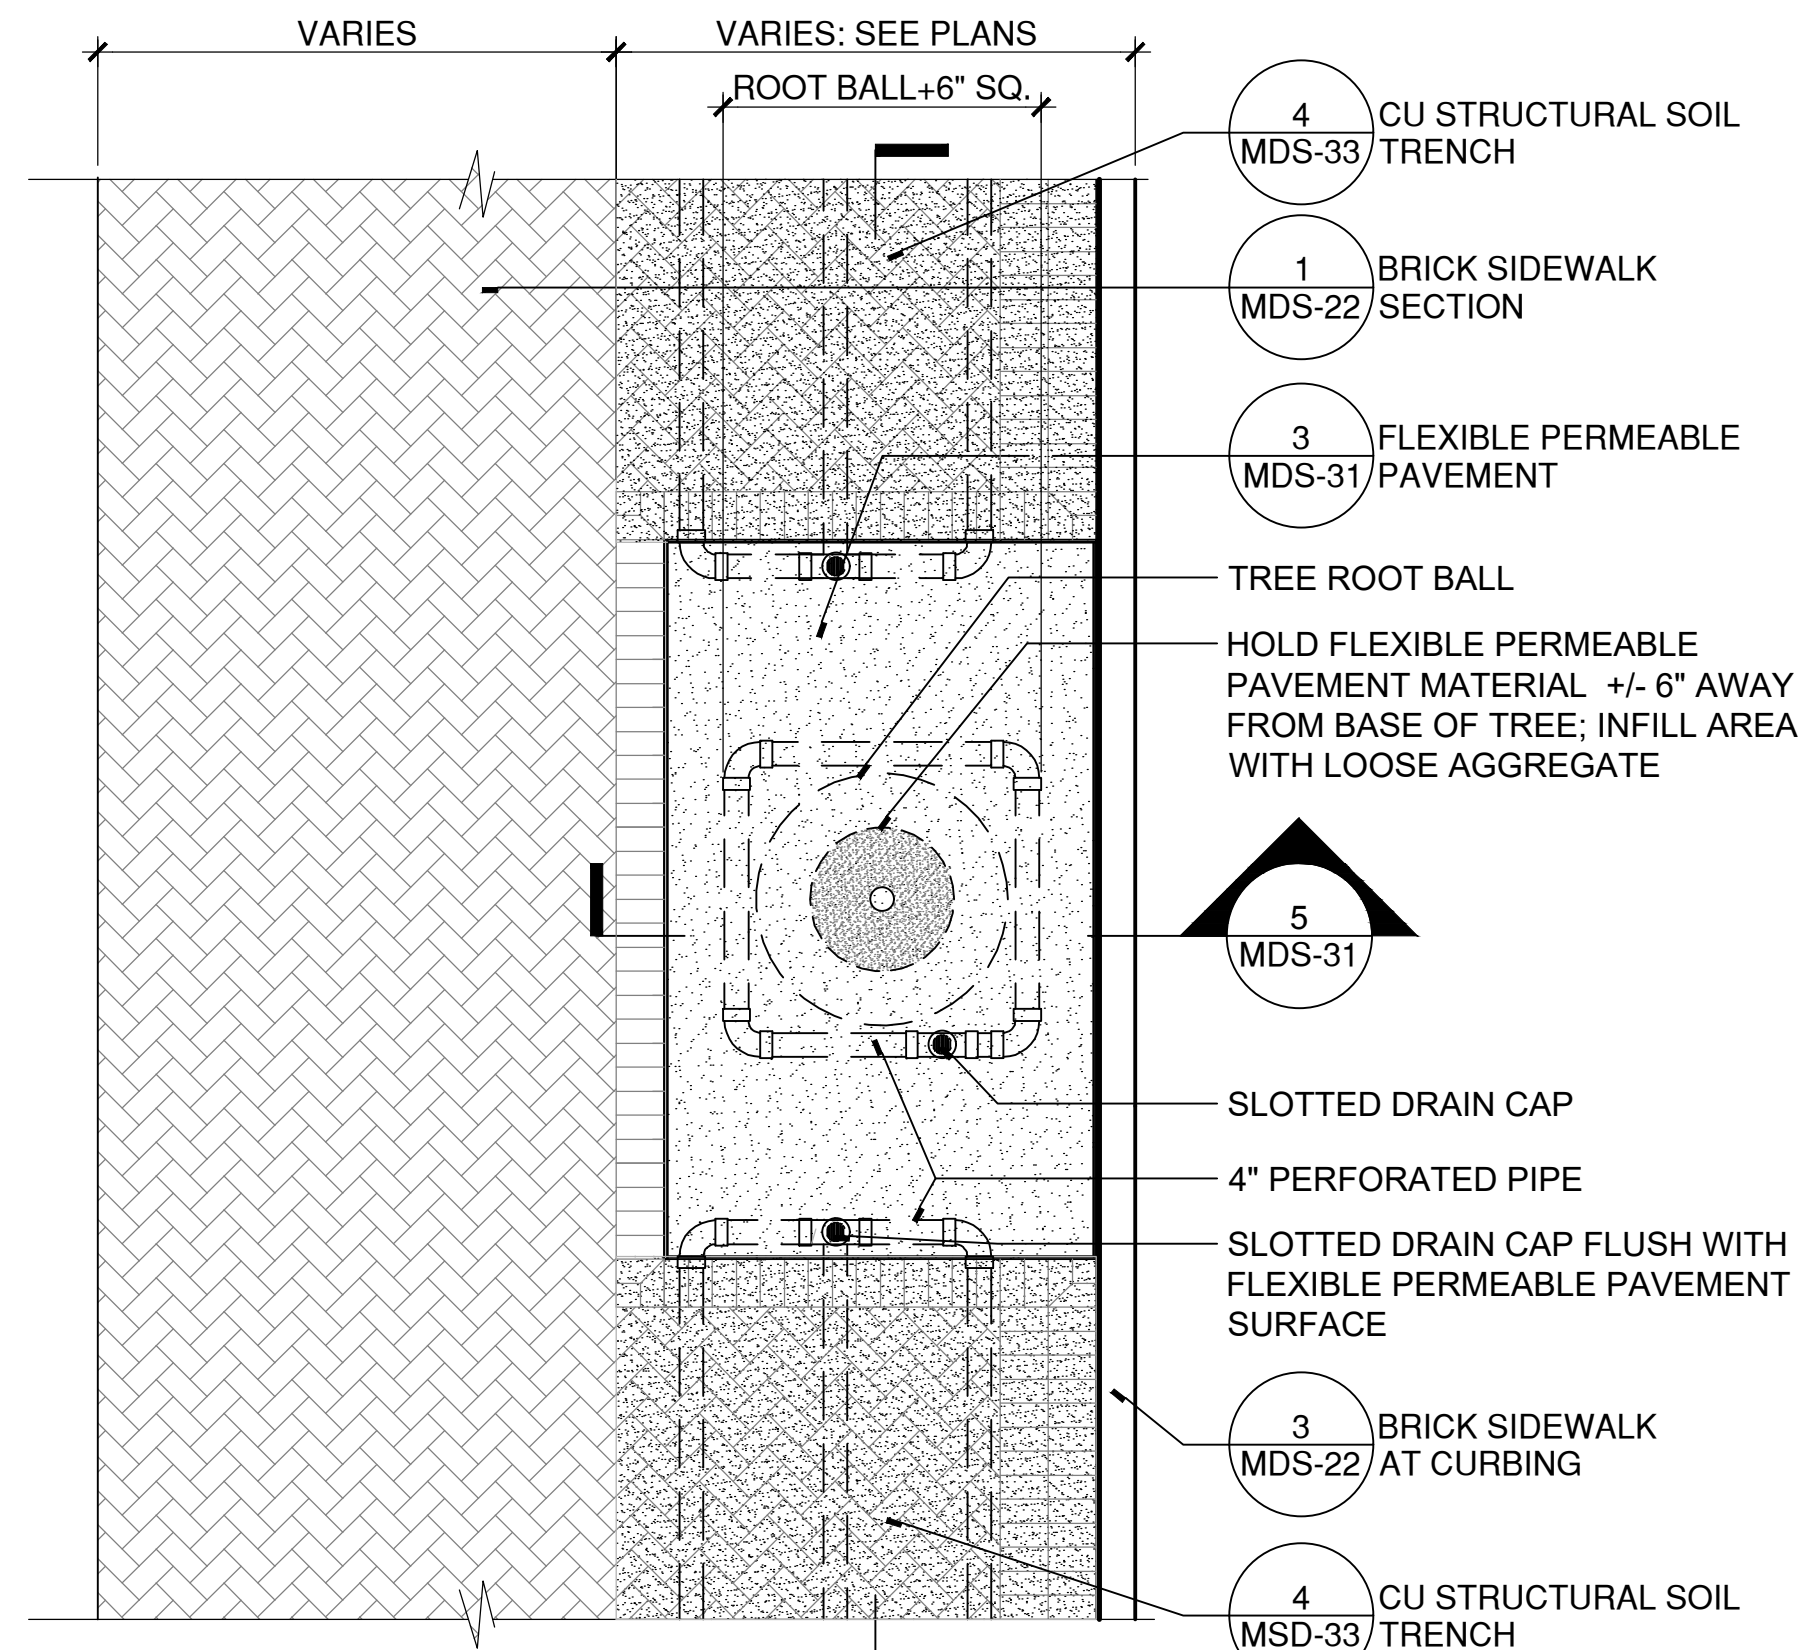 VARIES
VARIES: SEE PLANS
ROOT BALL+6" SQ.
4
MDS-33
CU STRUCTURAL SOIL
TRENCH
1
MDS-22
BRICK SIDEWALK
SECTION
3
MDS-31
FLEXIBLE PERMEABLE
PAVEMENT
TREE ROOT BALL
HOLD FLEXIBLE PERMEABLE
PAVEMENT MATERIAL +/- 6" AWAY
FROM BASE OF TREE; INFILL AREA
WITH LOOSE AGGREGATE
5
MDS-31
SLOTTED DRAIN CAP
4" PERFORATED PIPE
SLOTTED DRAIN CAP FLUSH WITH
FLEXIBLE PERMEABLE PAVEMENT
SURFACE
3
MDS-22
BRICK SIDEWALK
AT CURBING
4
MSD-33
CU STRUCTURAL SOIL
TRENCH